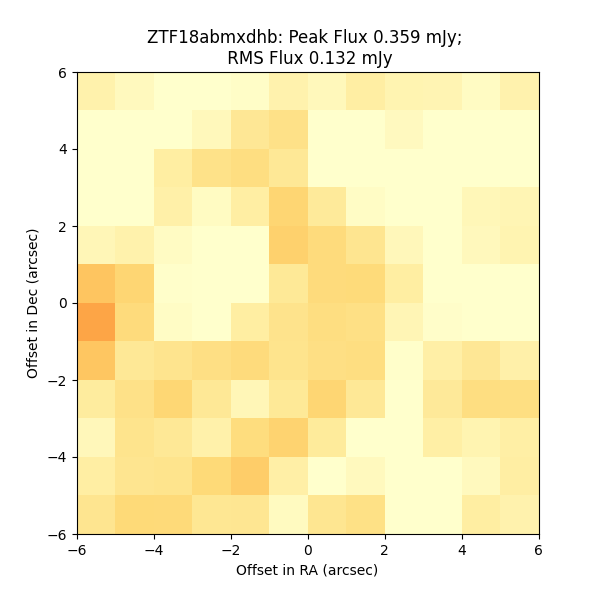 ZTF18abmxdhb: Peak Flux 0.359 mJy;
RMS Flux 0.132 mJy
6
4
2
0
−2
−4
−6
Offset in Dec (arcsec)
−6 −4 −2 0 2 4 6
Offset in RA (arcsec)